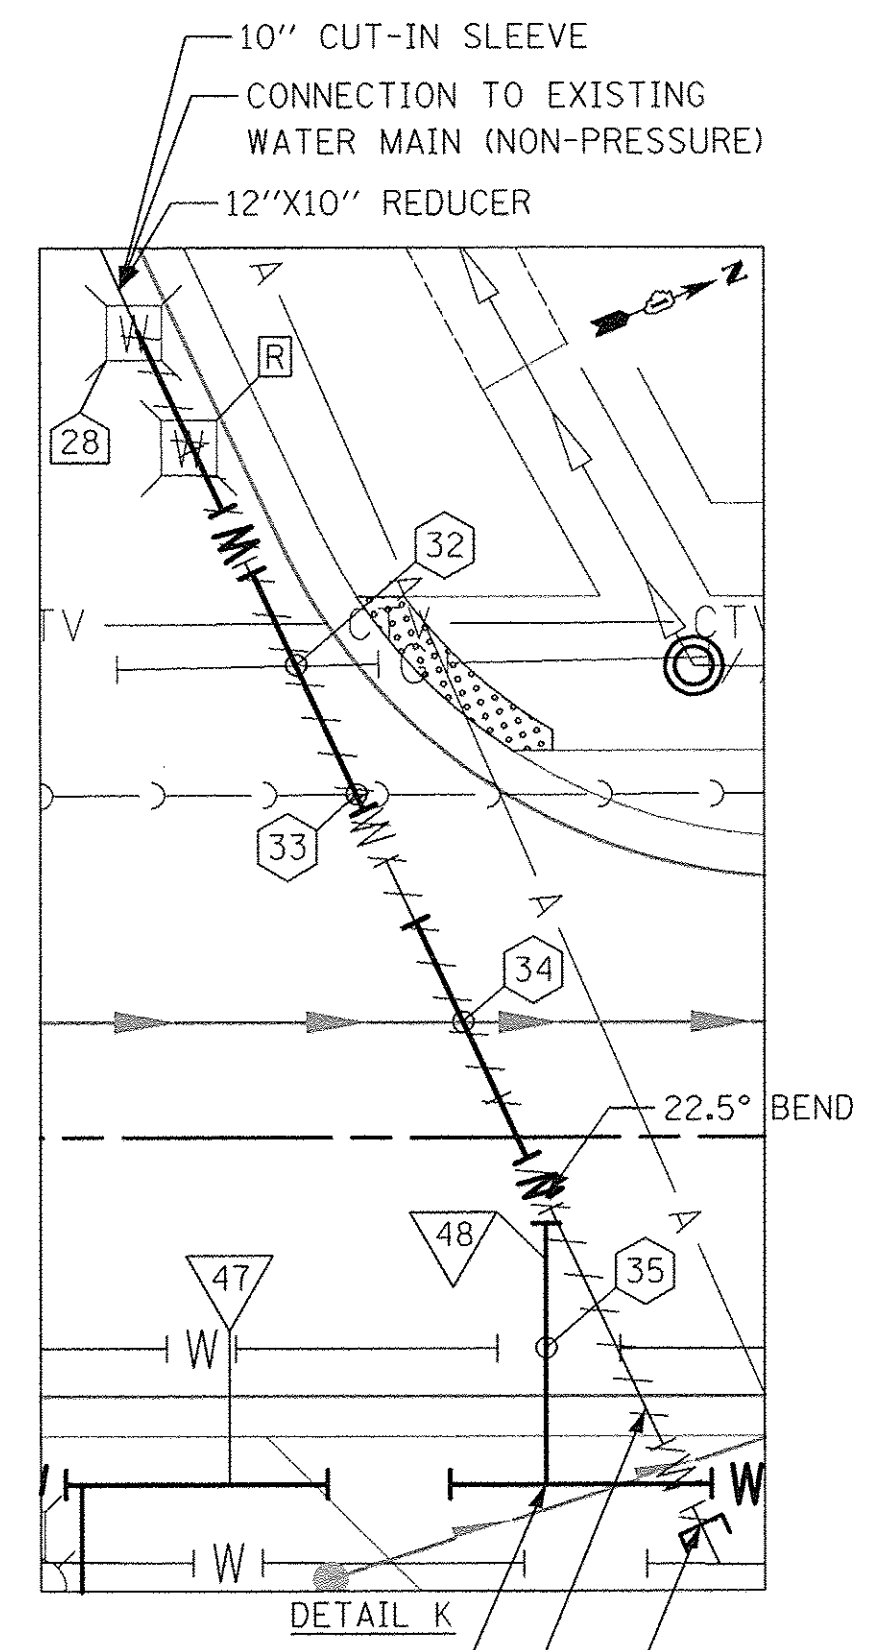 10" CUT-IN SLEEVE
CONNECTION TO EXISTING
WATER MAIN (NON-PRESSURE)
12"X10" REDUCER
A
N
W
R
28
W
W
32
A
TV
CTV
CTV
G
33
W
A
34
22.5° BEND
W
A
48
47
35
W
W
W
W
DETAIL K